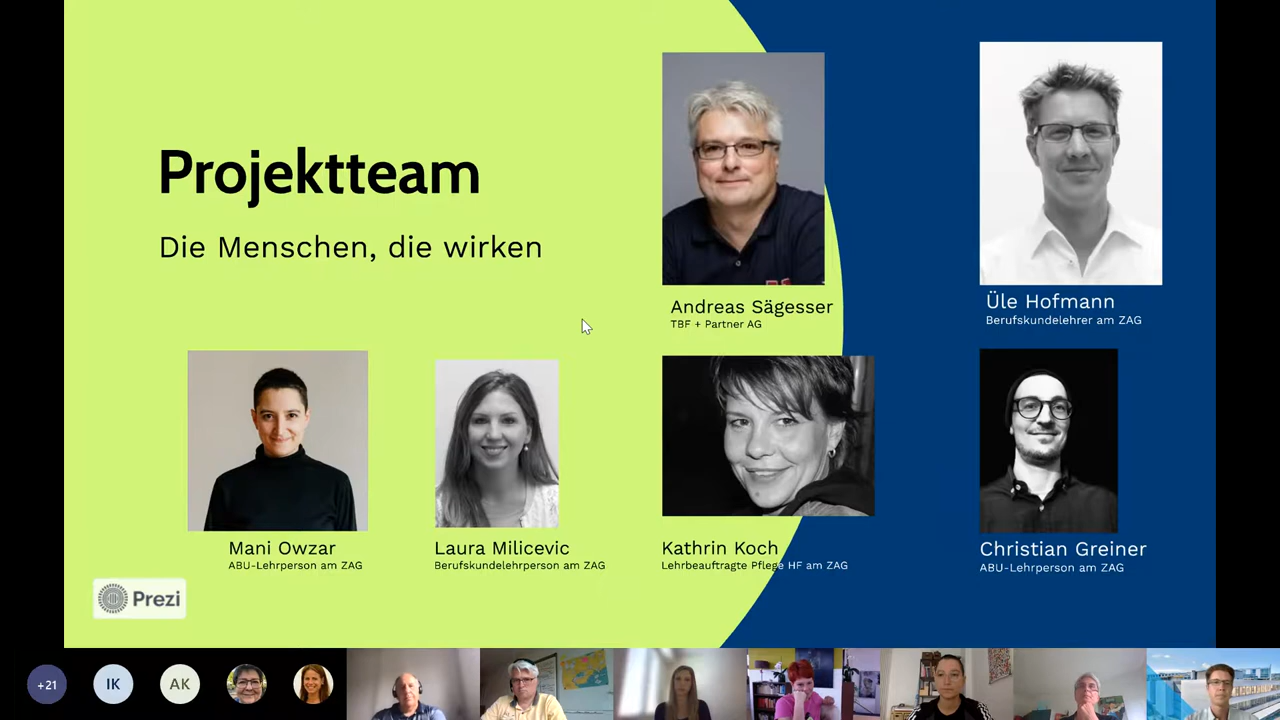 Projektteam
Die Menschen, die wirken
Andreas Sägesser
TBF + Partner AG
Üle Hofmann
Berufskundelehrer am ZAG
Mani Owzar
ABU-Lehrperson am ZAG
Laura Milicevic
Berufskundelehrperson am ZAG
Kathrin Koch
Lehrbeauftragte Pflege HF am ZAG
Christian Greiner
ABU-Lehrperson am ZAG
Prezi
+21
IK
AK